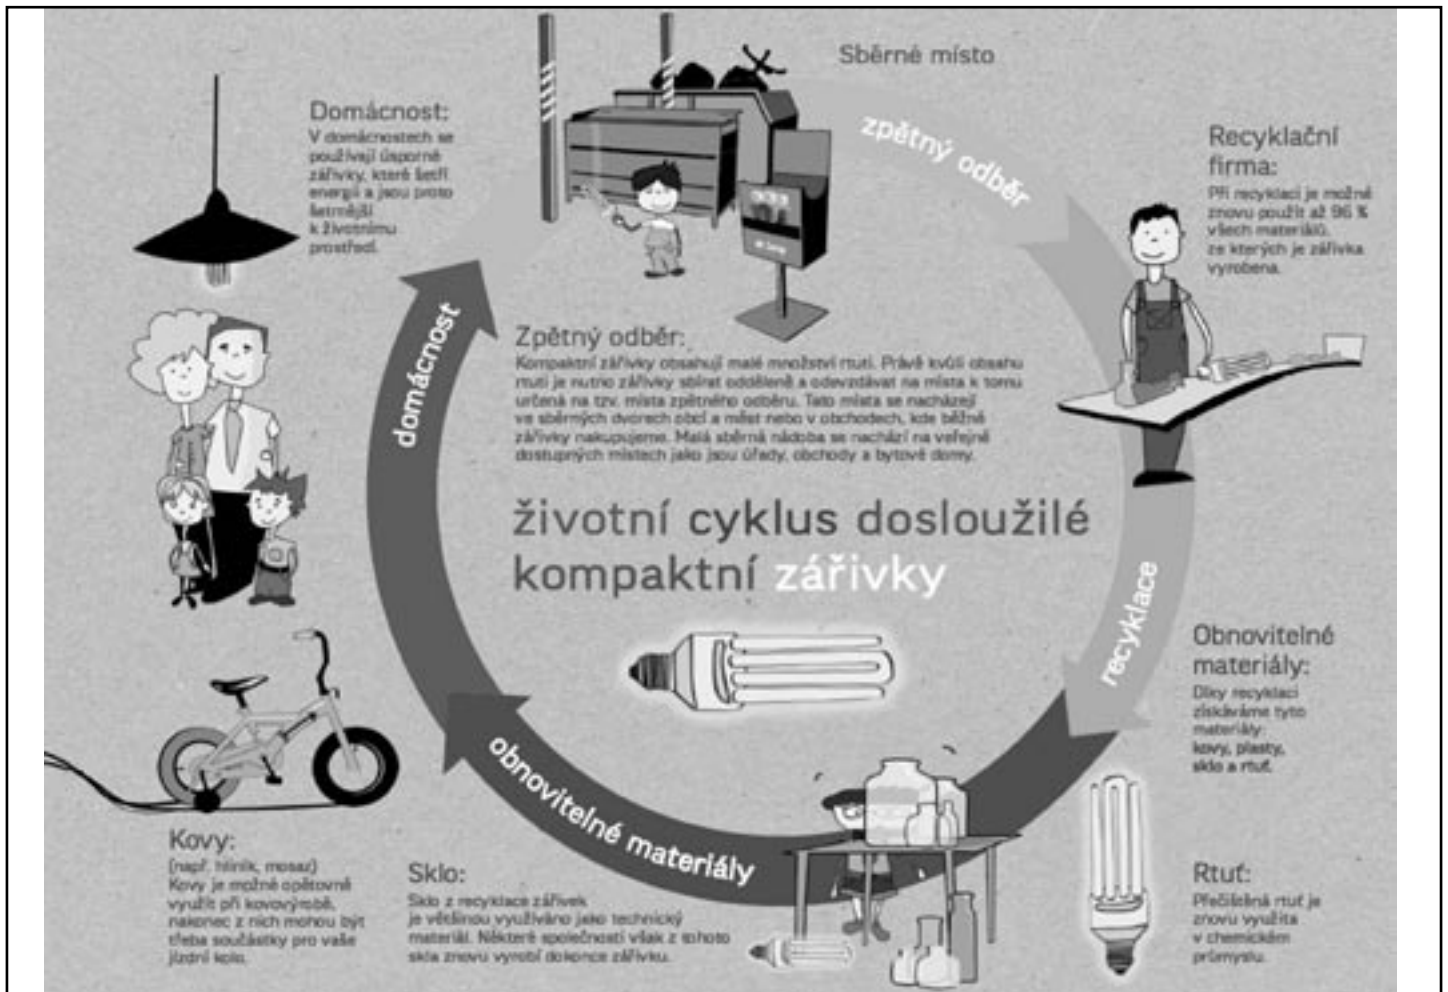 Sběrné místo
zpětný odběr
Domácnost:
V domácnostech se
používají úsporné
zářivky, které šetří
energii a jsou proto
šetrnější
k životnímu
prostředí.
Recyklační
firma:
Při recyklaci je možné
znovu použít až 96 %
všech materiálů,
ze kterých je zářivka
vyrobena.
domácnost
Zpětný odběr:
Kompaktní zářivky obsahují malé množství rtuti. Právě kvůli obsahu
rtuti je nutno zářivky sbírat odděleně a odevzdávat na místa k tomu
určená na tzv. místa zpětného odběru. Tato místa se nacházejí
ve sběrných dvorech obcí a měst nebo v obchodech, kde běžně
zářivky nakupujeme. Malá sběrná nádoba se nachází na veřejně
dostupných místech jako jsou úřady, obchody a bytové domy.
životní cyklus dosloužilé
kompaktní zářivky
recyklace
Obnovitelné
materiály:
Díky recyklaci
získáváme tyto
materiály:
kovy, plasty,
sklo a rtuť.
obnovitelné materiály
Kovy:
(např. hliník, mosaz)
Kovy je možné opětovně
využít při kovovýrobě,
nakonec z nich mohou být
třeba součástky pro vaše
jízdní kolo.
Sklo:
Sklo z recyklace zářivek
je většinou využíváno jako technický
materiál. Některé společnosti však z tohoto
skla znovu vyrobí dokonce zářivku.
Rtuť:
Přečištěná rtuť je
znovu využita
v chemickém
průmyslu.